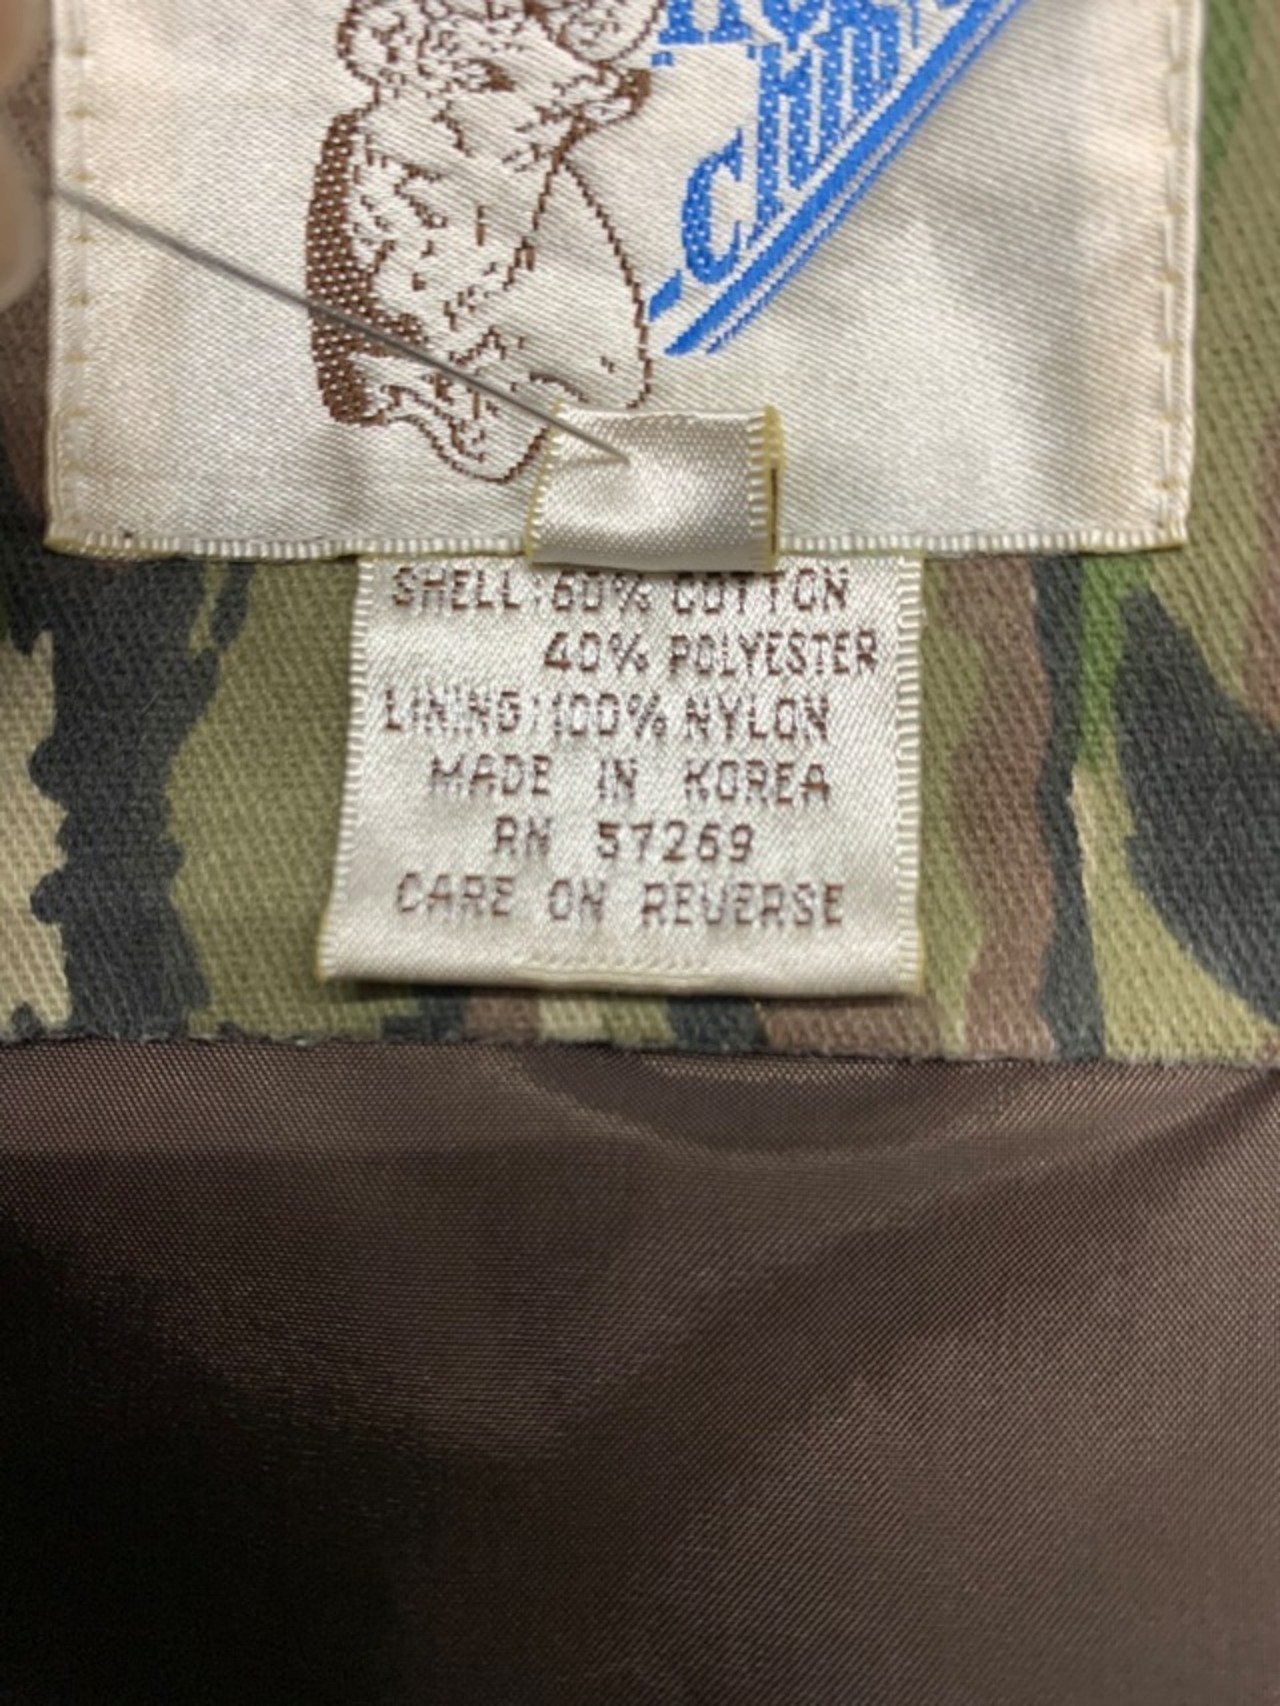 SHELL:60% COTTON
40% POLYESTER
LINING:100% NYLON
MADE IN KOREA
RN 57269
CARE ON REVERSE